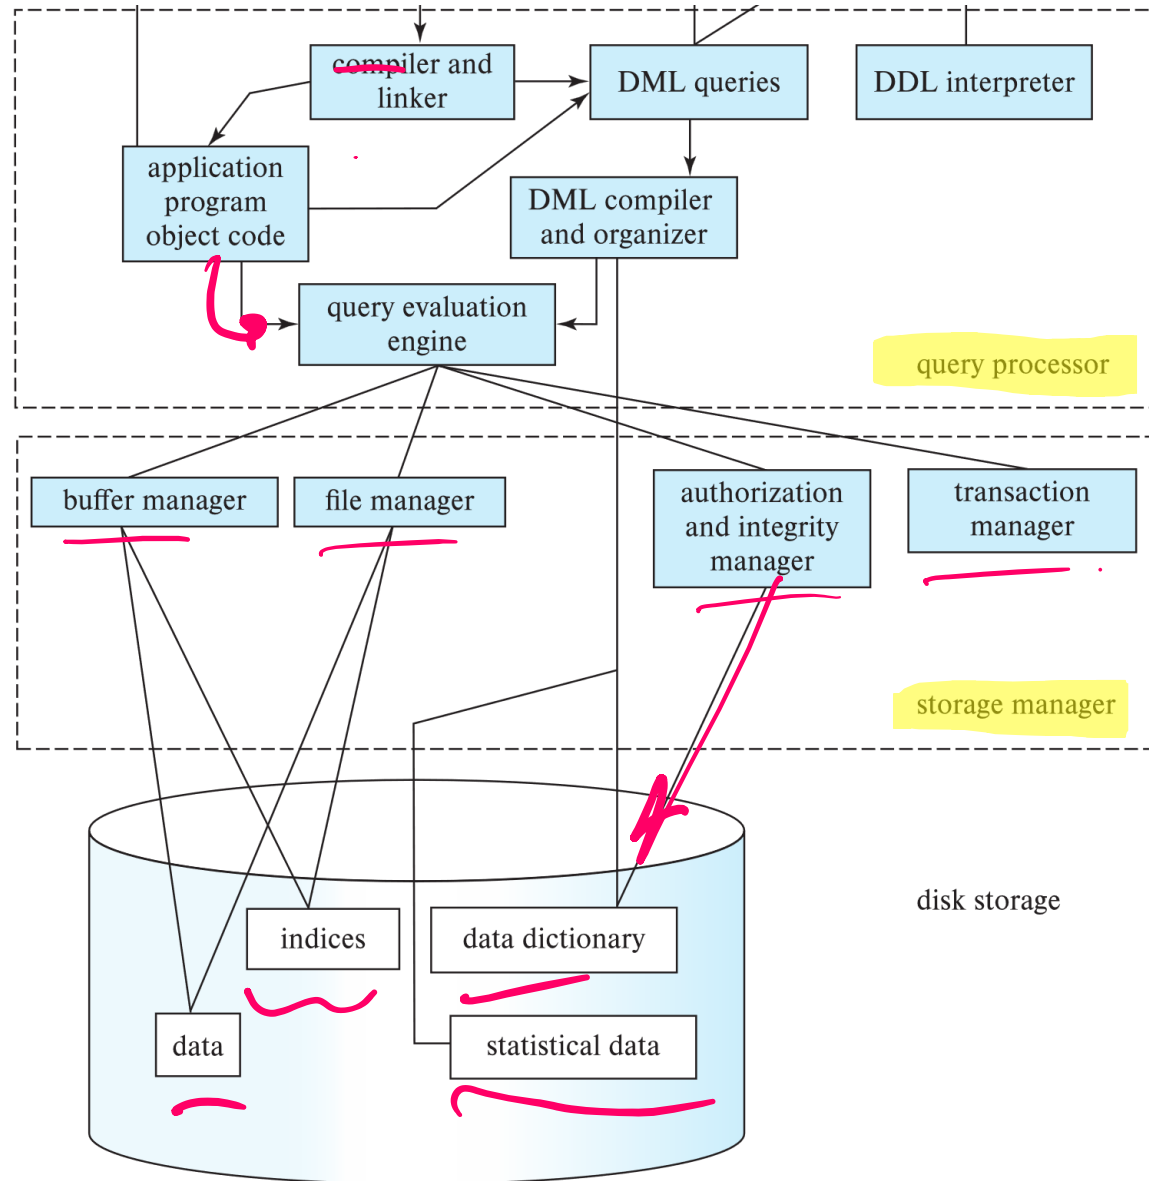 compiler and
linker
DML queries
DDL interpreter
application
program
object code
DML compiler
and organizer
query evaluation
engine
query processor
buffer manager
file manager
authorization
and integrity
manager
transaction
manager
storage manager
disk storage
indices
data dictionary
data
statistical data